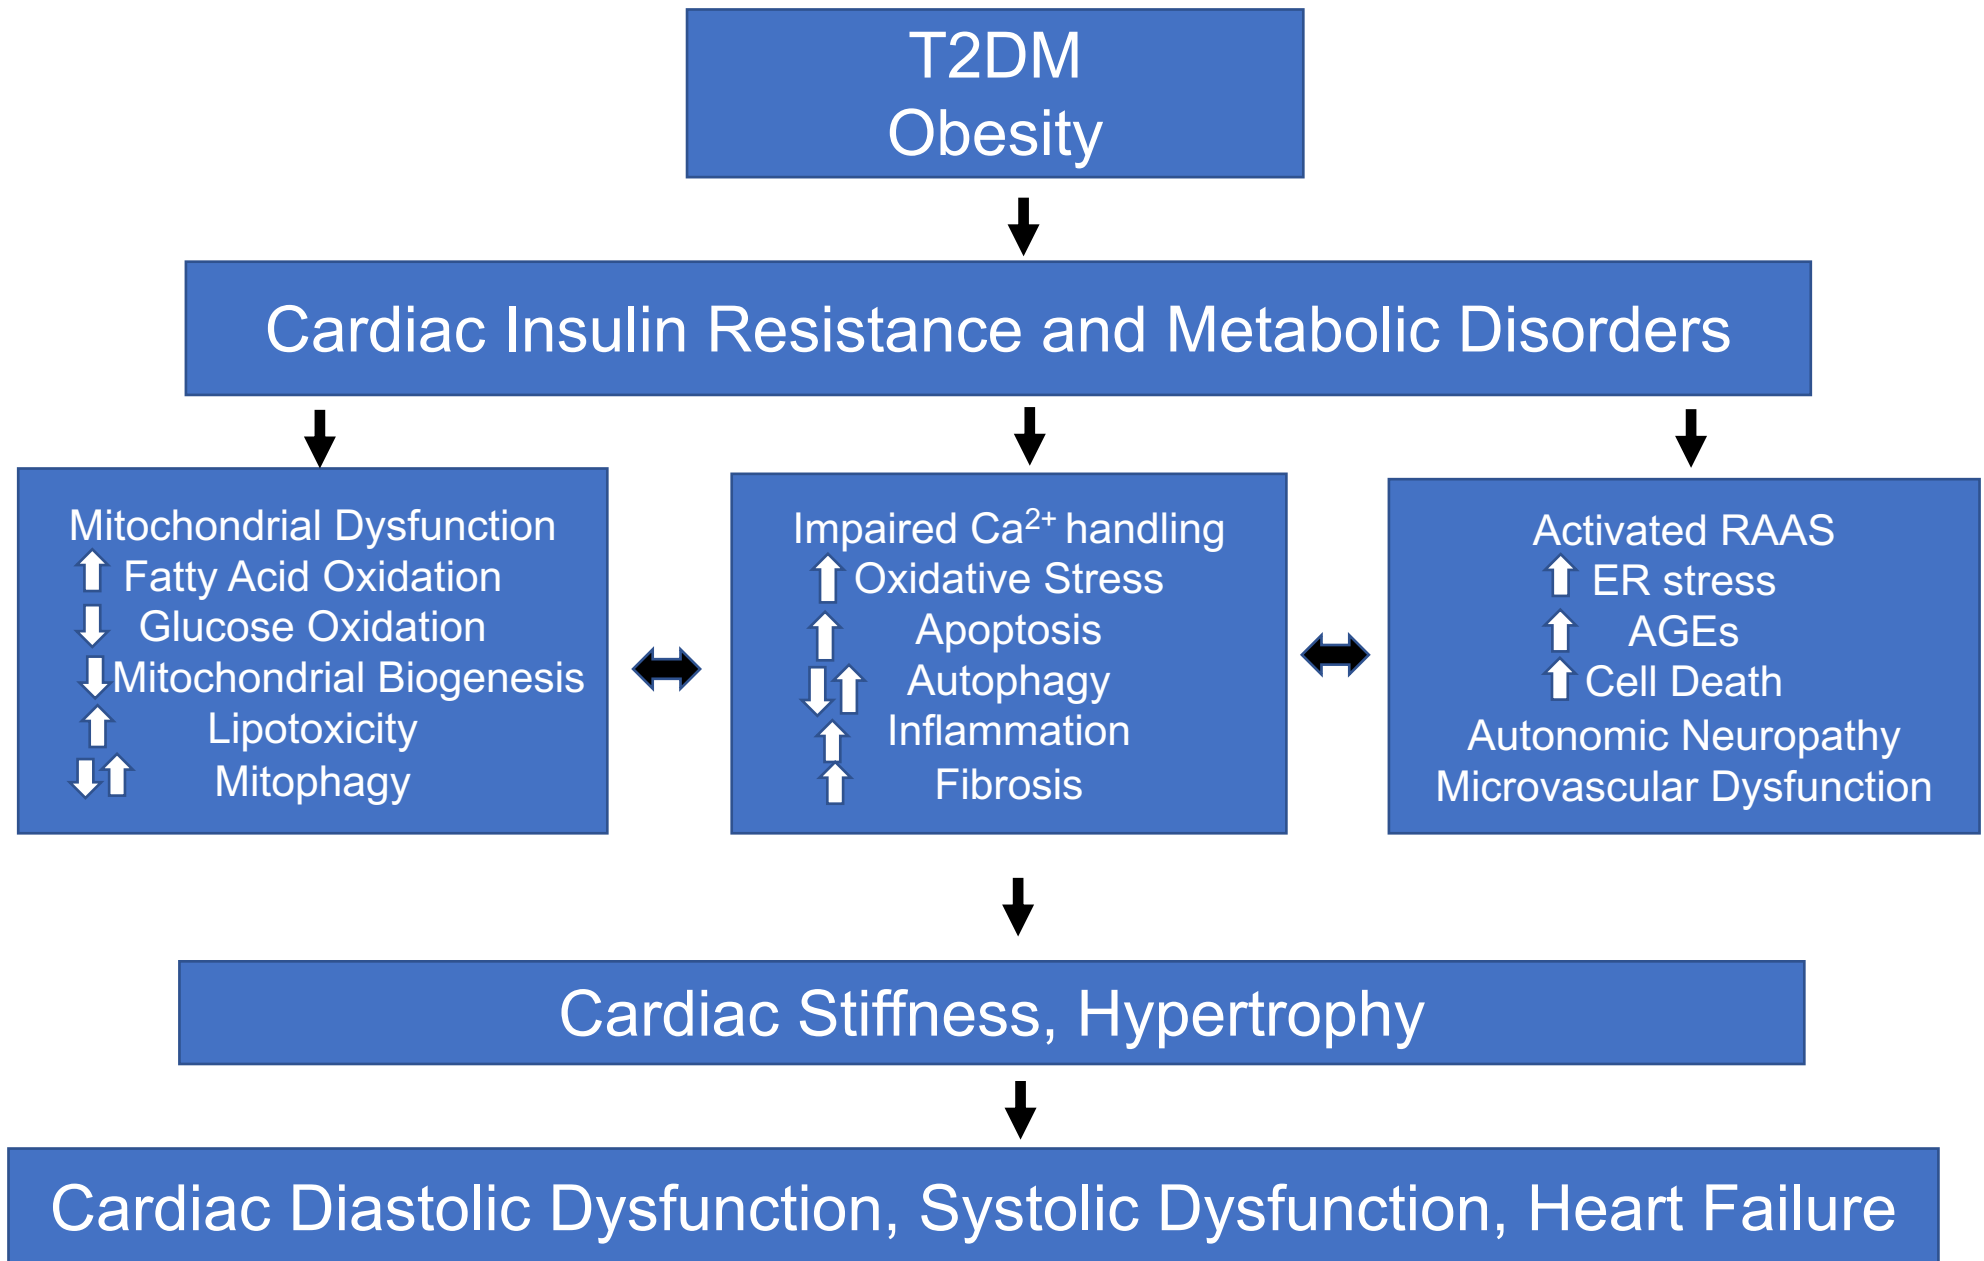 T2DM
Obesity
Cardiac Insulin Resistance and Metabolic Disorders
Mitochondrial Dysfunction
Fatty Acid Oxidation
Glucose Oxidation
Mitochondrial Biogenesis
Lipotoxicity
Mitophagy
Impaired Ca²⁺ handling
Oxidative Stress
Apoptosis
Autophagy
Inflammation
Fibrosis
Activated RAAS
ER stress
AGEs
Cell Death
Autonomic Neuropathy
Microvascular Dysfunction
Cardiac Stiffness, Hypertrophy
Cardiac Diastolic Dysfunction, Systolic Dysfunction, Heart Failure